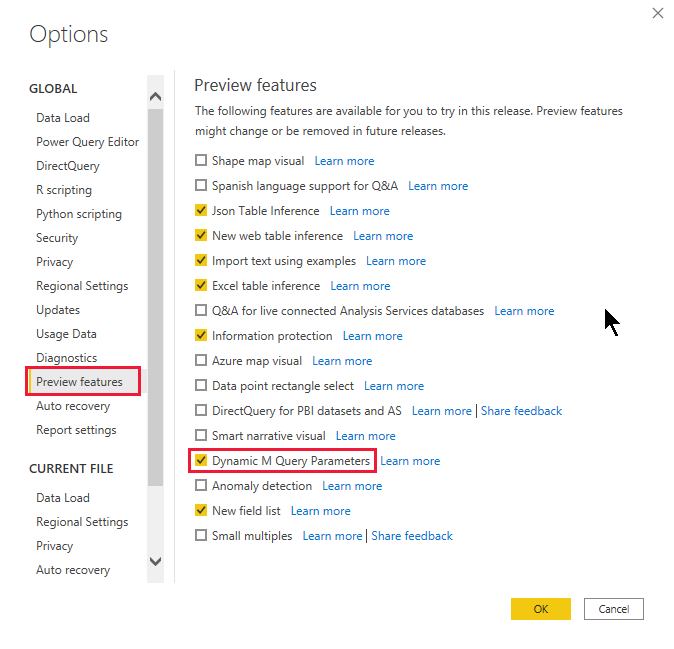 Options
GLOBAL
Data Load
Power Query Editor
DirectQuery
R scripting
Python scripting
Security
Privacy
Regional Settings
Updates
Usage Data
Diagnostics
Preview features
Auto recovery
Report settings
CURRENT FILE
Data Load
Regional Settings
Privacy
Auto recovery
Preview features
The following features are available for you to try in this release. Preview features
might change or be removed in future releases.
Shape map visual Learn more
Spanish language support for Q&A Learn more
Json Table Inference Learn more
New web table inference Learn more
Import text using examples Learn more
Excel table inference Learn more
Q&A for live connected Analysis Services databases Learn more
Information protection Learn more
Azure map visual Learn more
Data point rectangle select Learn more
DirectQuery for PBI datasets and AS Learn more | Share feedback
Smart narrative visual Learn more
Dynamic M Query Parameters Learn more
Anomaly detection Learn more
New field list Learn more
Small multiples Learn more | Share feedback
OK Cancel